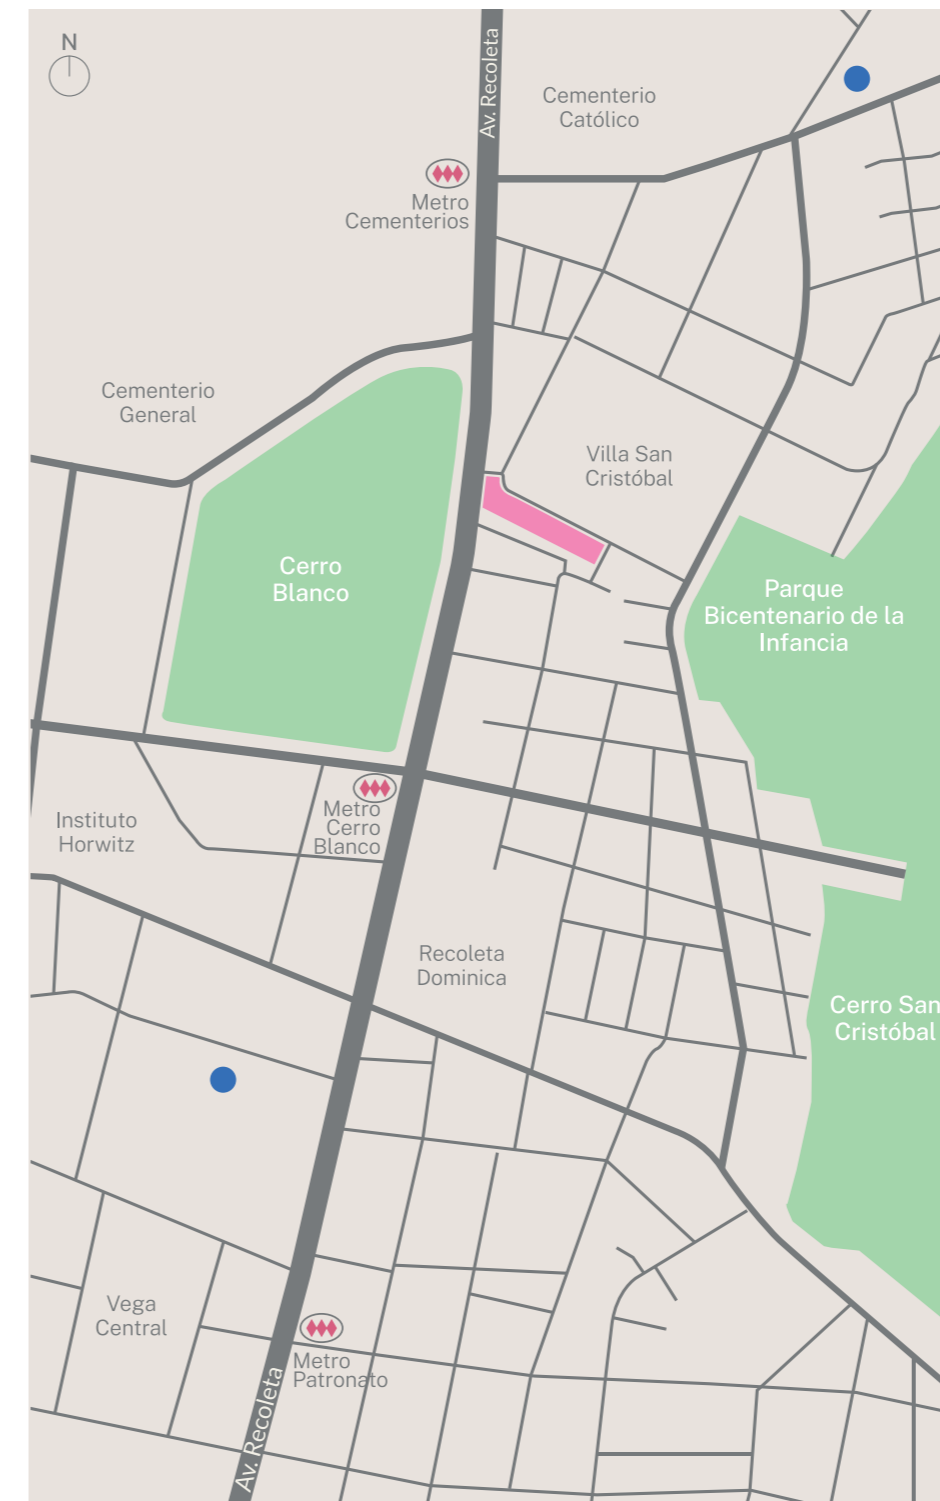 N
Av. Recoleta
Cementerio
Católico
Metro
Cementerios
Cementerio
General
Villa San
Cristóbal
Cerro
Blanco
Parque
Bicentenario de la
Infancia
Metro
Cerro
Blanco
Instituto
Horwitz
Recoleta
Dominica
Cerro San
Cristóbal
Vega
Central
Metro
Patronato
Av. Recoleta